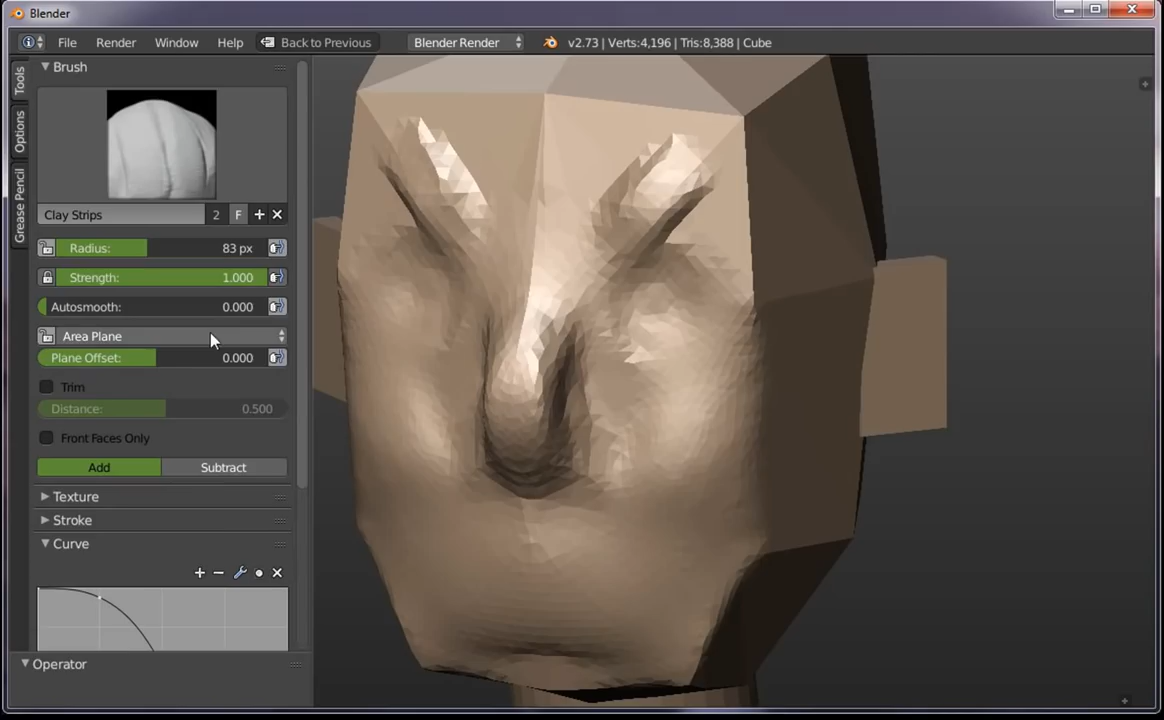 Blender
File Render Window Help Back to Previous Blender Render v2.73 | Verts:4,196 | Tris:8,388 | Cube
Tools
Options
Grease Pencil
Brush
Clay Strips 2 F
Radius: 83 px
Strength: 1.000
Autosmooth: 0.000
Area Plane
Plane Offset: 0.000
Trim
Distance: 0.500
Front Faces Only
Add Subtract
Texture
Stroke
Curve
Operator